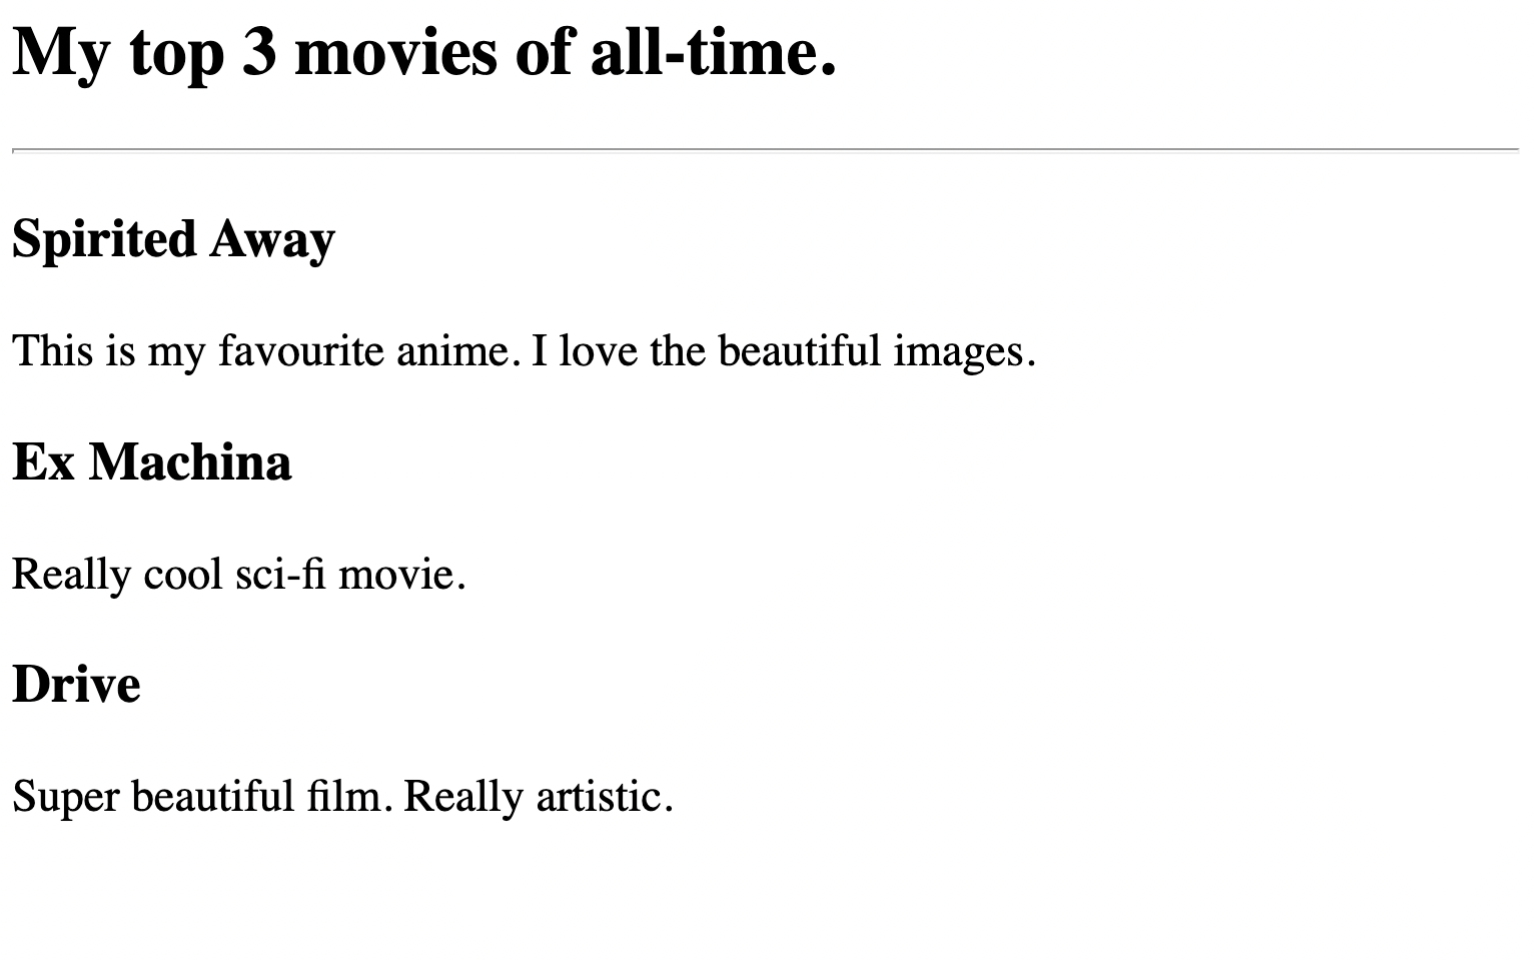 My top 3 movies of all-time.
Spirited Away
This is my favourite anime. I love the beautiful images.
Ex Machina
Really cool sci-fi movie.
Drive
Super beautiful film. Really artistic.